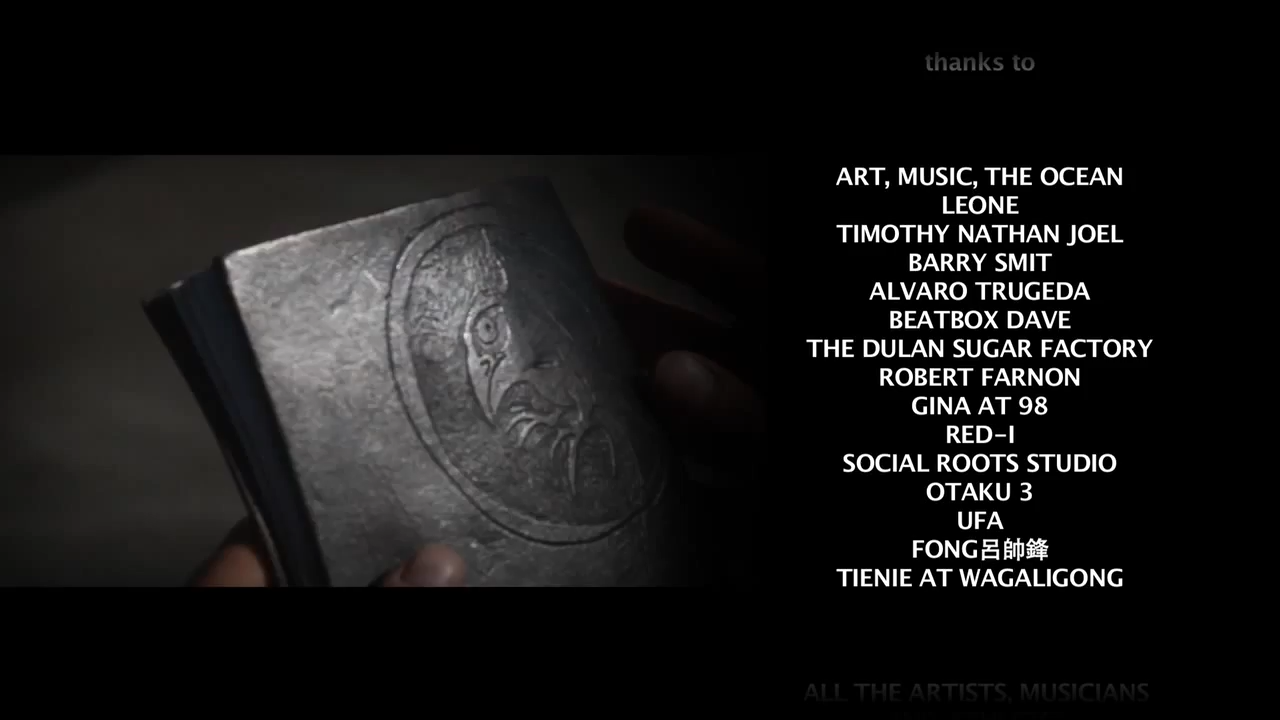 thanks to
ART, MUSIC, THE OCEAN
LEONE
TIMOTHY NATHAN JOEL
BARRY SMIT
ALVARO TRUGEDA
BEATBOX DAVE
THE DULAN SUGAR FACTORY
ROBERT FARNON
GINA AT 98
RED-I
SOCIAL ROOTS STUDIO
OTAKU 3
UFA
FONG呂帥鋒
TIENIE AT WAGALIGONG
ALL THE ARTISTS, MUSICIANS